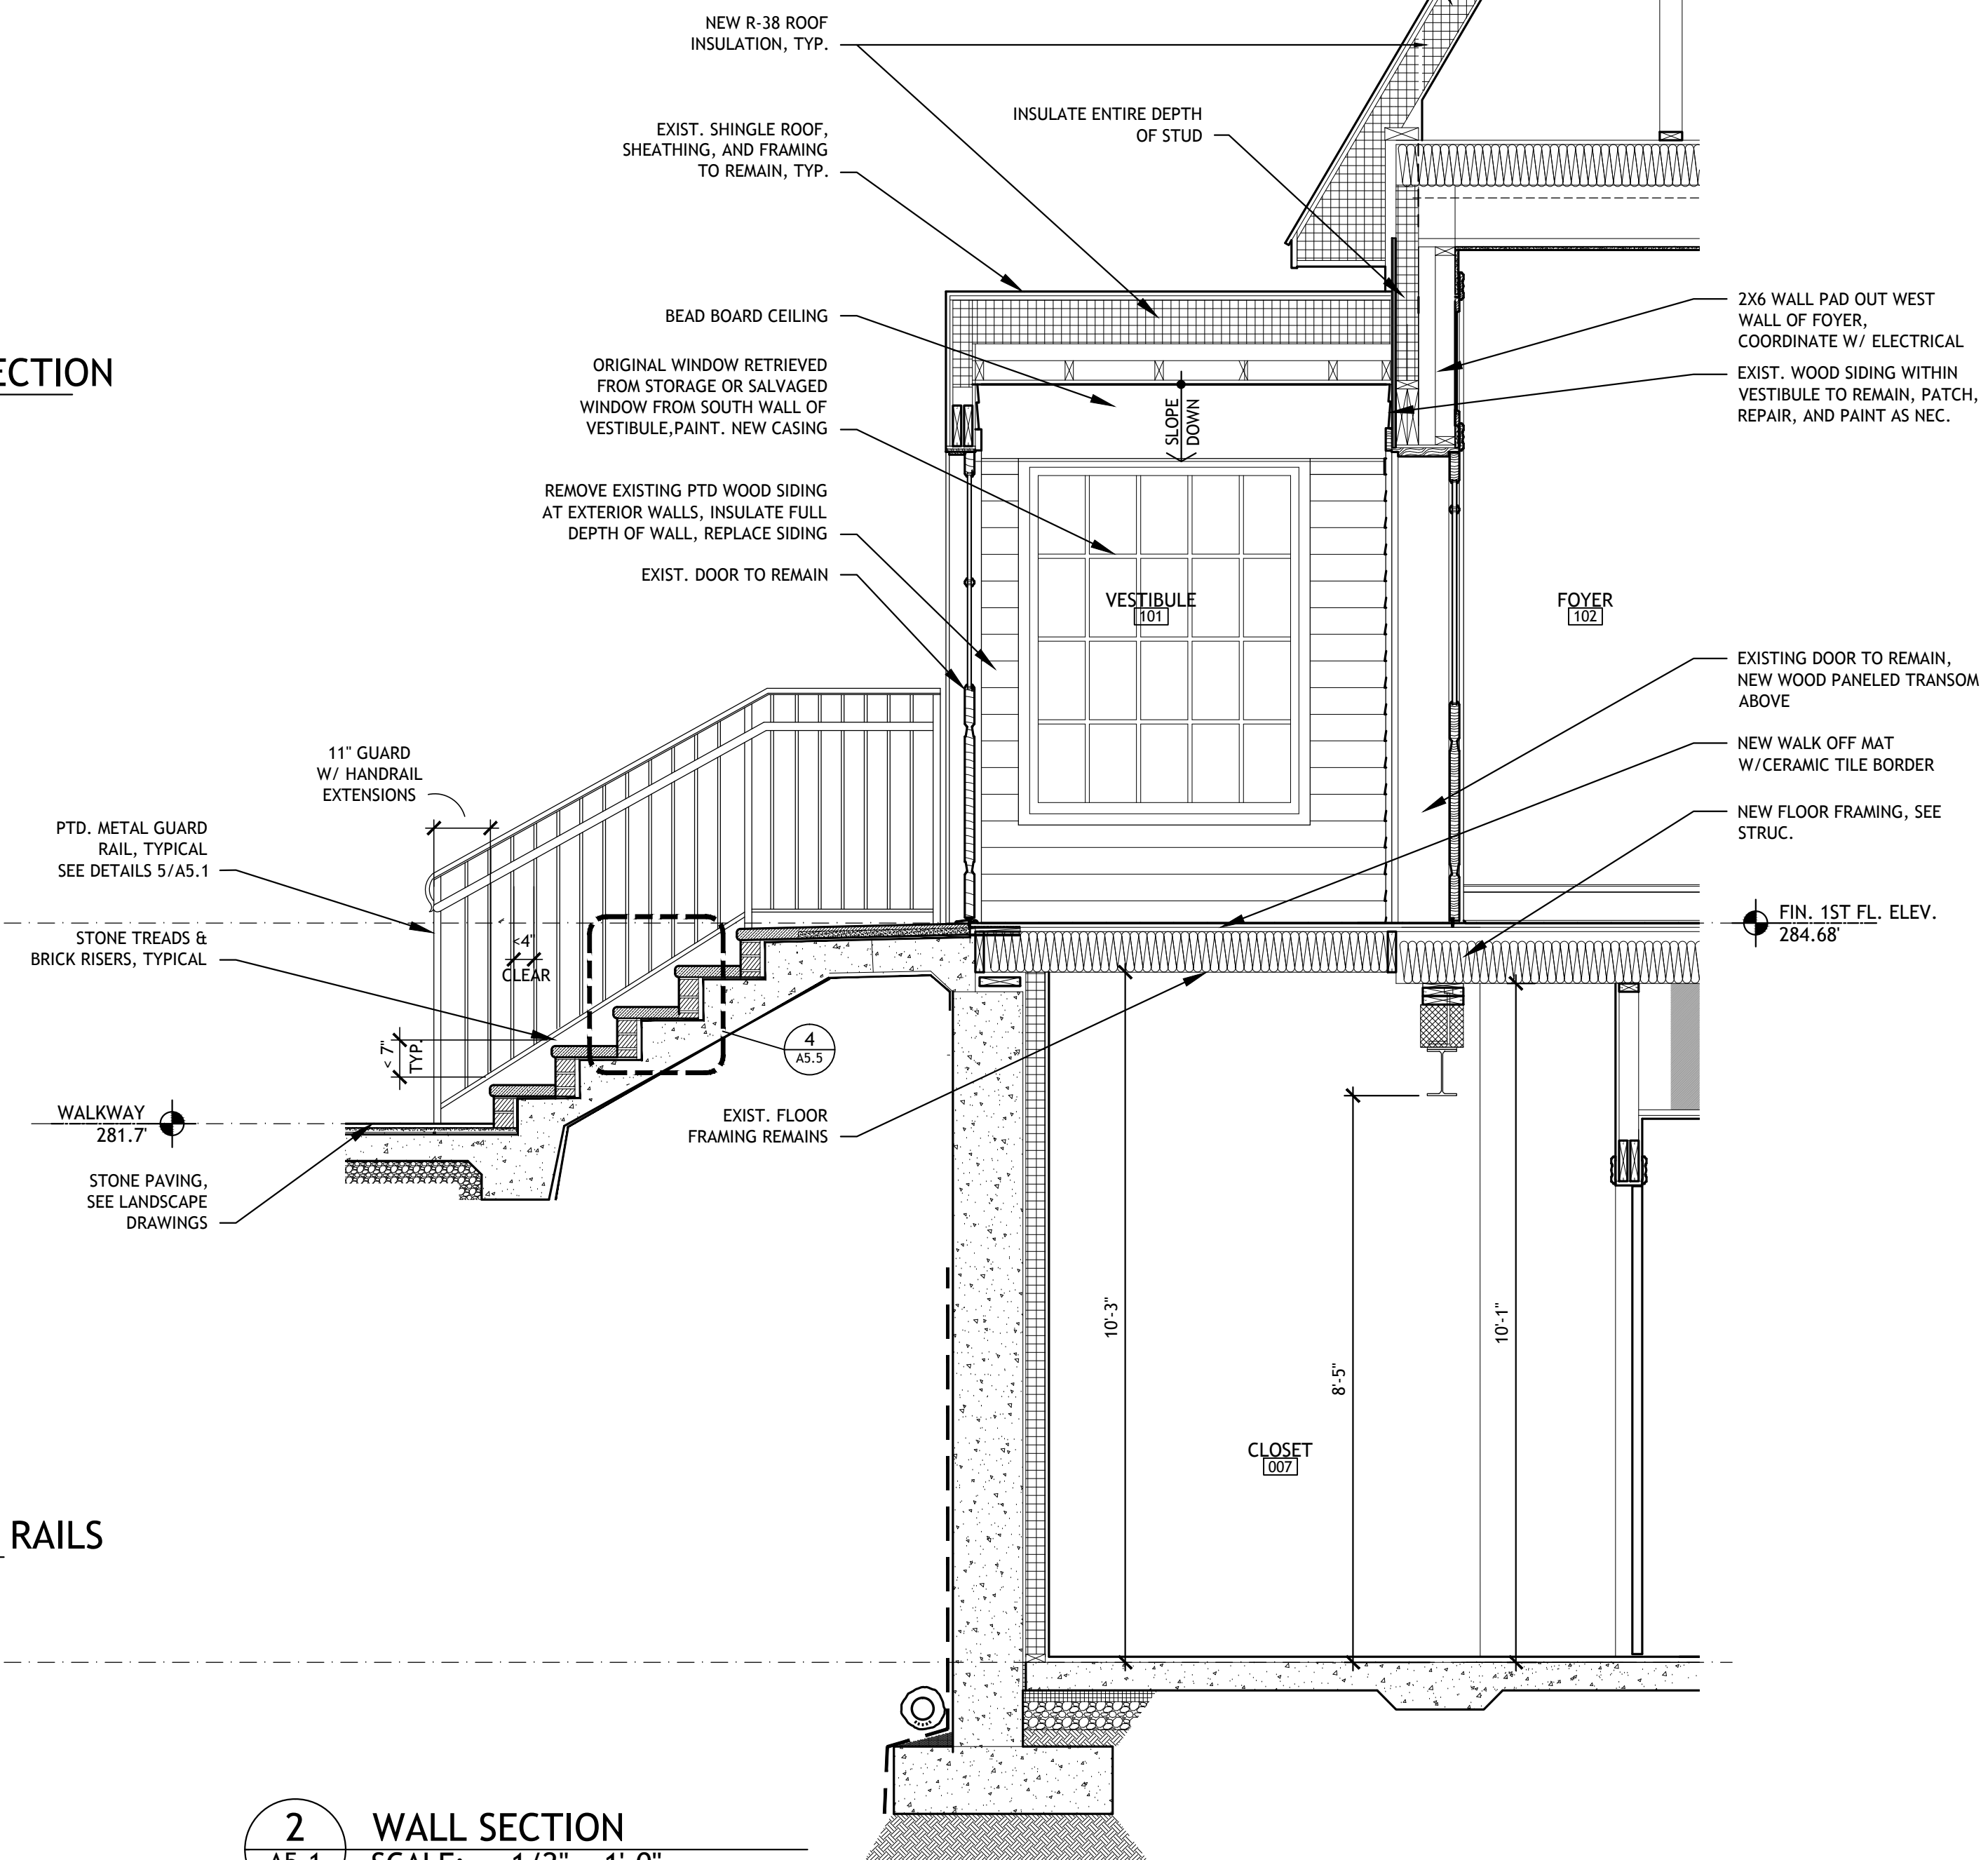 NEW R-38 ROOF
INSULATION, TYP.
INSULATE ENTIRE DEPTH
OF STUD
EXIST. SHINGLE ROOF,
SHEATHING, AND FRAMING
TO REMAIN, TYP.
BEAD BOARD CEILING
ORIGINAL WINDOW RETRIEVED
FROM STORAGE OR SALVAGED
WINDOW FROM SOUTH WALL OF
VESTIBULE,PAINT. NEW CASING
REMOVE EXISTING PTD WOOD SIDING
AT EXTERIOR WALLS, INSULATE FULL
DEPTH OF WALL, REPLACE SIDING
EXIST. DOOR TO REMAIN
SLOPE
DOWN
2X6 WALL PAD OUT WEST
WALL OF FOYER,
COORDINATE W/ ELECTRICAL
EXIST. WOOD SIDING WITHIN
VESTIBULE TO REMAIN, PATCH,
REPAIR, AND PAINT AS NEC.
ECTION
VESTIBULE
101
FOYER
102
EXISTING DOOR TO REMAIN,
NEW WOOD PANELED TRANSOM
ABOVE
NEW WALK OFF MAT
W/CERAMIC TILE BORDER
NEW FLOOR FRAMING, SEE
STRUC.
11" GUARD
W/ HANDRAIL
EXTENSIONS
PTD. METAL GUARD
RAIL, TYPICAL
SEE DETAILS 5/A5.1
STONE TREADS &
BRICK RISERS, TYPICAL
<4"
CLEAR
< 7"
TYP.
4
A5.5
FIN. 1ST FL. ELEV.
284.68'
WALKWAY
281.7'
STONE PAVING,
SEE LANDSCAPE
DRAWINGS
EXIST. FLOOR
FRAMING REMAINS
10'-3"
8'-5"
10'-1"
CLOSET
007
RAILS
2
WALL SECTION